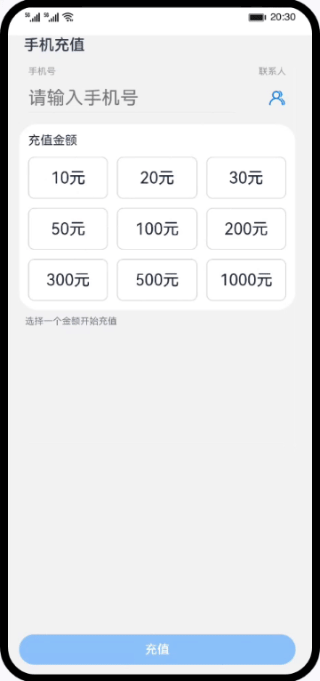 5G 5G 20:30
手机充值
手机号 联系人
请输入手机号
充值金额
10元 20元 30元
50元 100元 200元
300元 500元 1000元
选择一个金额开始充值
充值